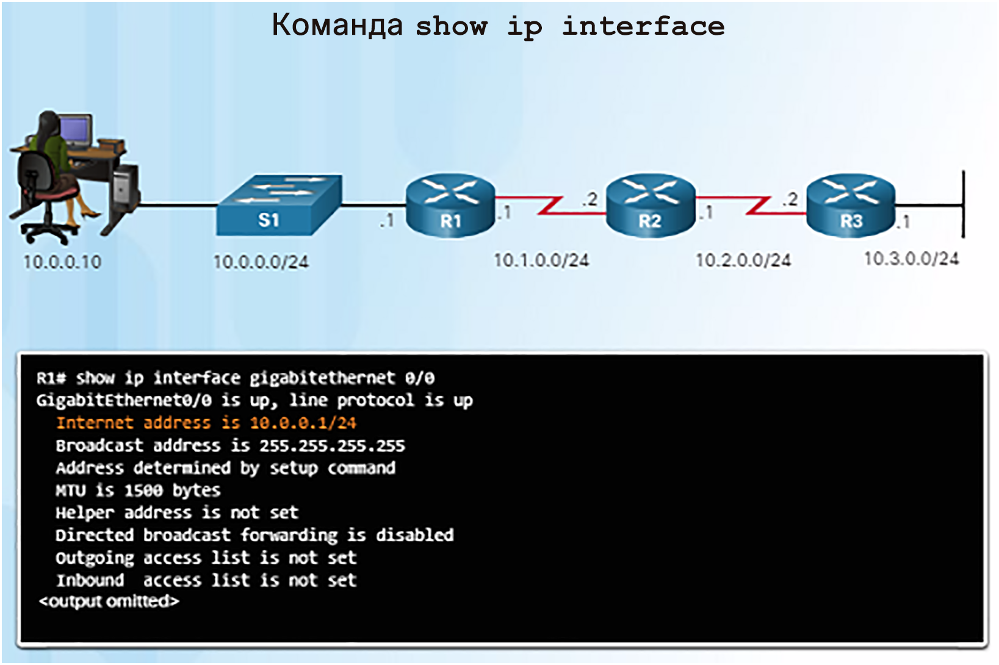 Команда show ip interface
S1
R1
R2
R3
.1
.1
.2
.1
.2
.1
10.0.0.10
10.0.0.0/24
10.1.0.0/24
10.2.0.0/24
10.3.0.0/24
R1# show ip interface gigabitethernet 0/0
GigabitEthernet0/0 is up, line protocol is up
Internet address is 10.0.0.1/24
Broadcast address is 255.255.255.255
Address determined by setup command
MTU is 1500 bytes
Helper address is not set
Directed broadcast forwarding is disabled
Outgoing access list is not set
Inbound  access list is not set
<output omitted>